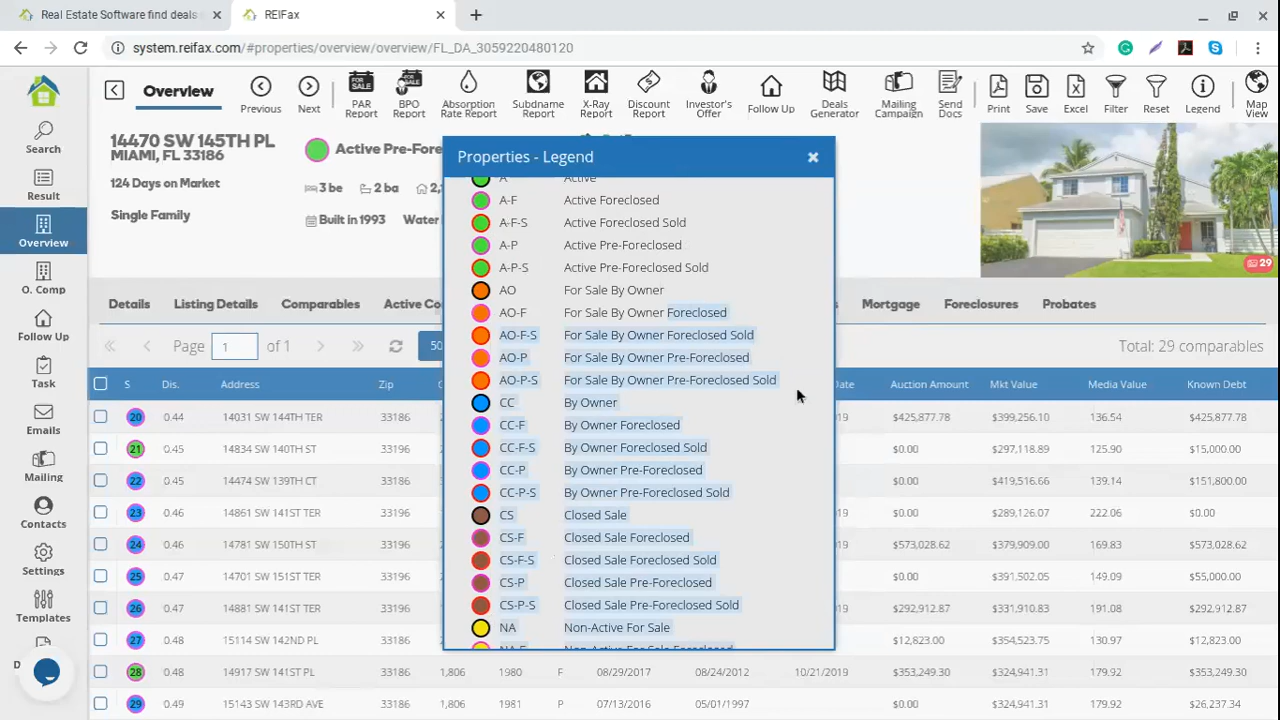 Real Estate Software find deals
REIFax
system.reifax.com/#properties/overview/overview/FL_DA_3059220480120
Overview
Previous
Next
PAR Report
BPO Report
Absorption Rate Report
Subdname Report
X-Ray Report
Discount Report
Investor's Offer
Follow Up
Deals Generator
Mailing Campaign
Send Docs
Print
Save
Excel
Filter
Reset
Legend
Map View
Search
Result
Overview
O. Comp
Follow Up
Task
Emails
Mailing
Contacts
Settings
Templates
14470 SW 145TH PL
MIAMI, FL 33186
124 Days on Market
Single Family
Active Pre-Fore
3 be 2 ba
Built in 1993 Water
29
Details Listing Details Comparables Active Co Mortgage Foreclosures Probates
Page 1 of 1 50
Total: 29 comparables
S Dis. Address Zip Date Auction Amount Mkt Value Media Value Known Debt
20 0.44 14031 SW 144TH TER 33186 2019 $425,877.78 $399,256.10 136.54 $425,877.78
21 0.45 14834 SW 140TH ST 33196 $0.00 $297,118.89 125.90 $15,000.00
22 0.45 14474 SW 139TH CT 33186 $0.00 $419,516.66 139.14 $151,800.00
23 0.46 14861 SW 141ST TER 33196 $0.00 $289,126.07 222.06 $0.00
24 0.46 14781 SW 150TH ST 33196 $573,028.62 $379,909.00 169.83 $573,028.62
25 0.47 14701 SW 151ST TER 33196 $0.00 $391,502.05 149.09 $55,000.00
26 0.47 14881 SW 141ST TER 33196 $292,912.87 $331,910.88 191.08 $292,912.87
27 0.48 15114 SW 142ND PL 33196 $12,823.00 $354,523.75 130.97 $12,823.00
28 0.48 14917 SW 141ST PL 33196 1,806 1980 F 08/29/2017 08/24/2012 10/21/2019 $353,249.30 $324,941.31 179.92 $353,249.30
29 0.49 15143 SW 143RD AVE 33196 1,806 1981 P 07/13/2016 05/01/1997 $0.00 $324,941.31 179.92 $26,237.34
Properties - Legend
A Active
A-F Active Foreclosed
A-F-S Active Foreclosed Sold
A-P Active Pre-Foreclosed
A-P-S Active Pre-Foreclosed Sold
AO For Sale By Owner
AO-F For Sale By Owner Foreclosed
AO-F-S For Sale By Owner Foreclosed Sold
AO-P For Sale By Owner Pre-Foreclosed
AO-P-S For Sale By Owner Pre-Foreclosed Sold
CC By Owner
CC-F By Owner Foreclosed
CC-F-S By Owner Foreclosed Sold
CC-P By Owner Pre-Foreclosed
CC-P-S By Owner Pre-Foreclosed Sold
CS Closed Sale
CS-F Closed Sale Foreclosed
CS-F-S Closed Sale Foreclosed Sold
CS-P Closed Sale Pre-Foreclosed
CS-P-S Closed Sale Pre-Foreclosed Sold
NA Non-Active For Sale
NA-F Non-Active For Sale Foreclosed